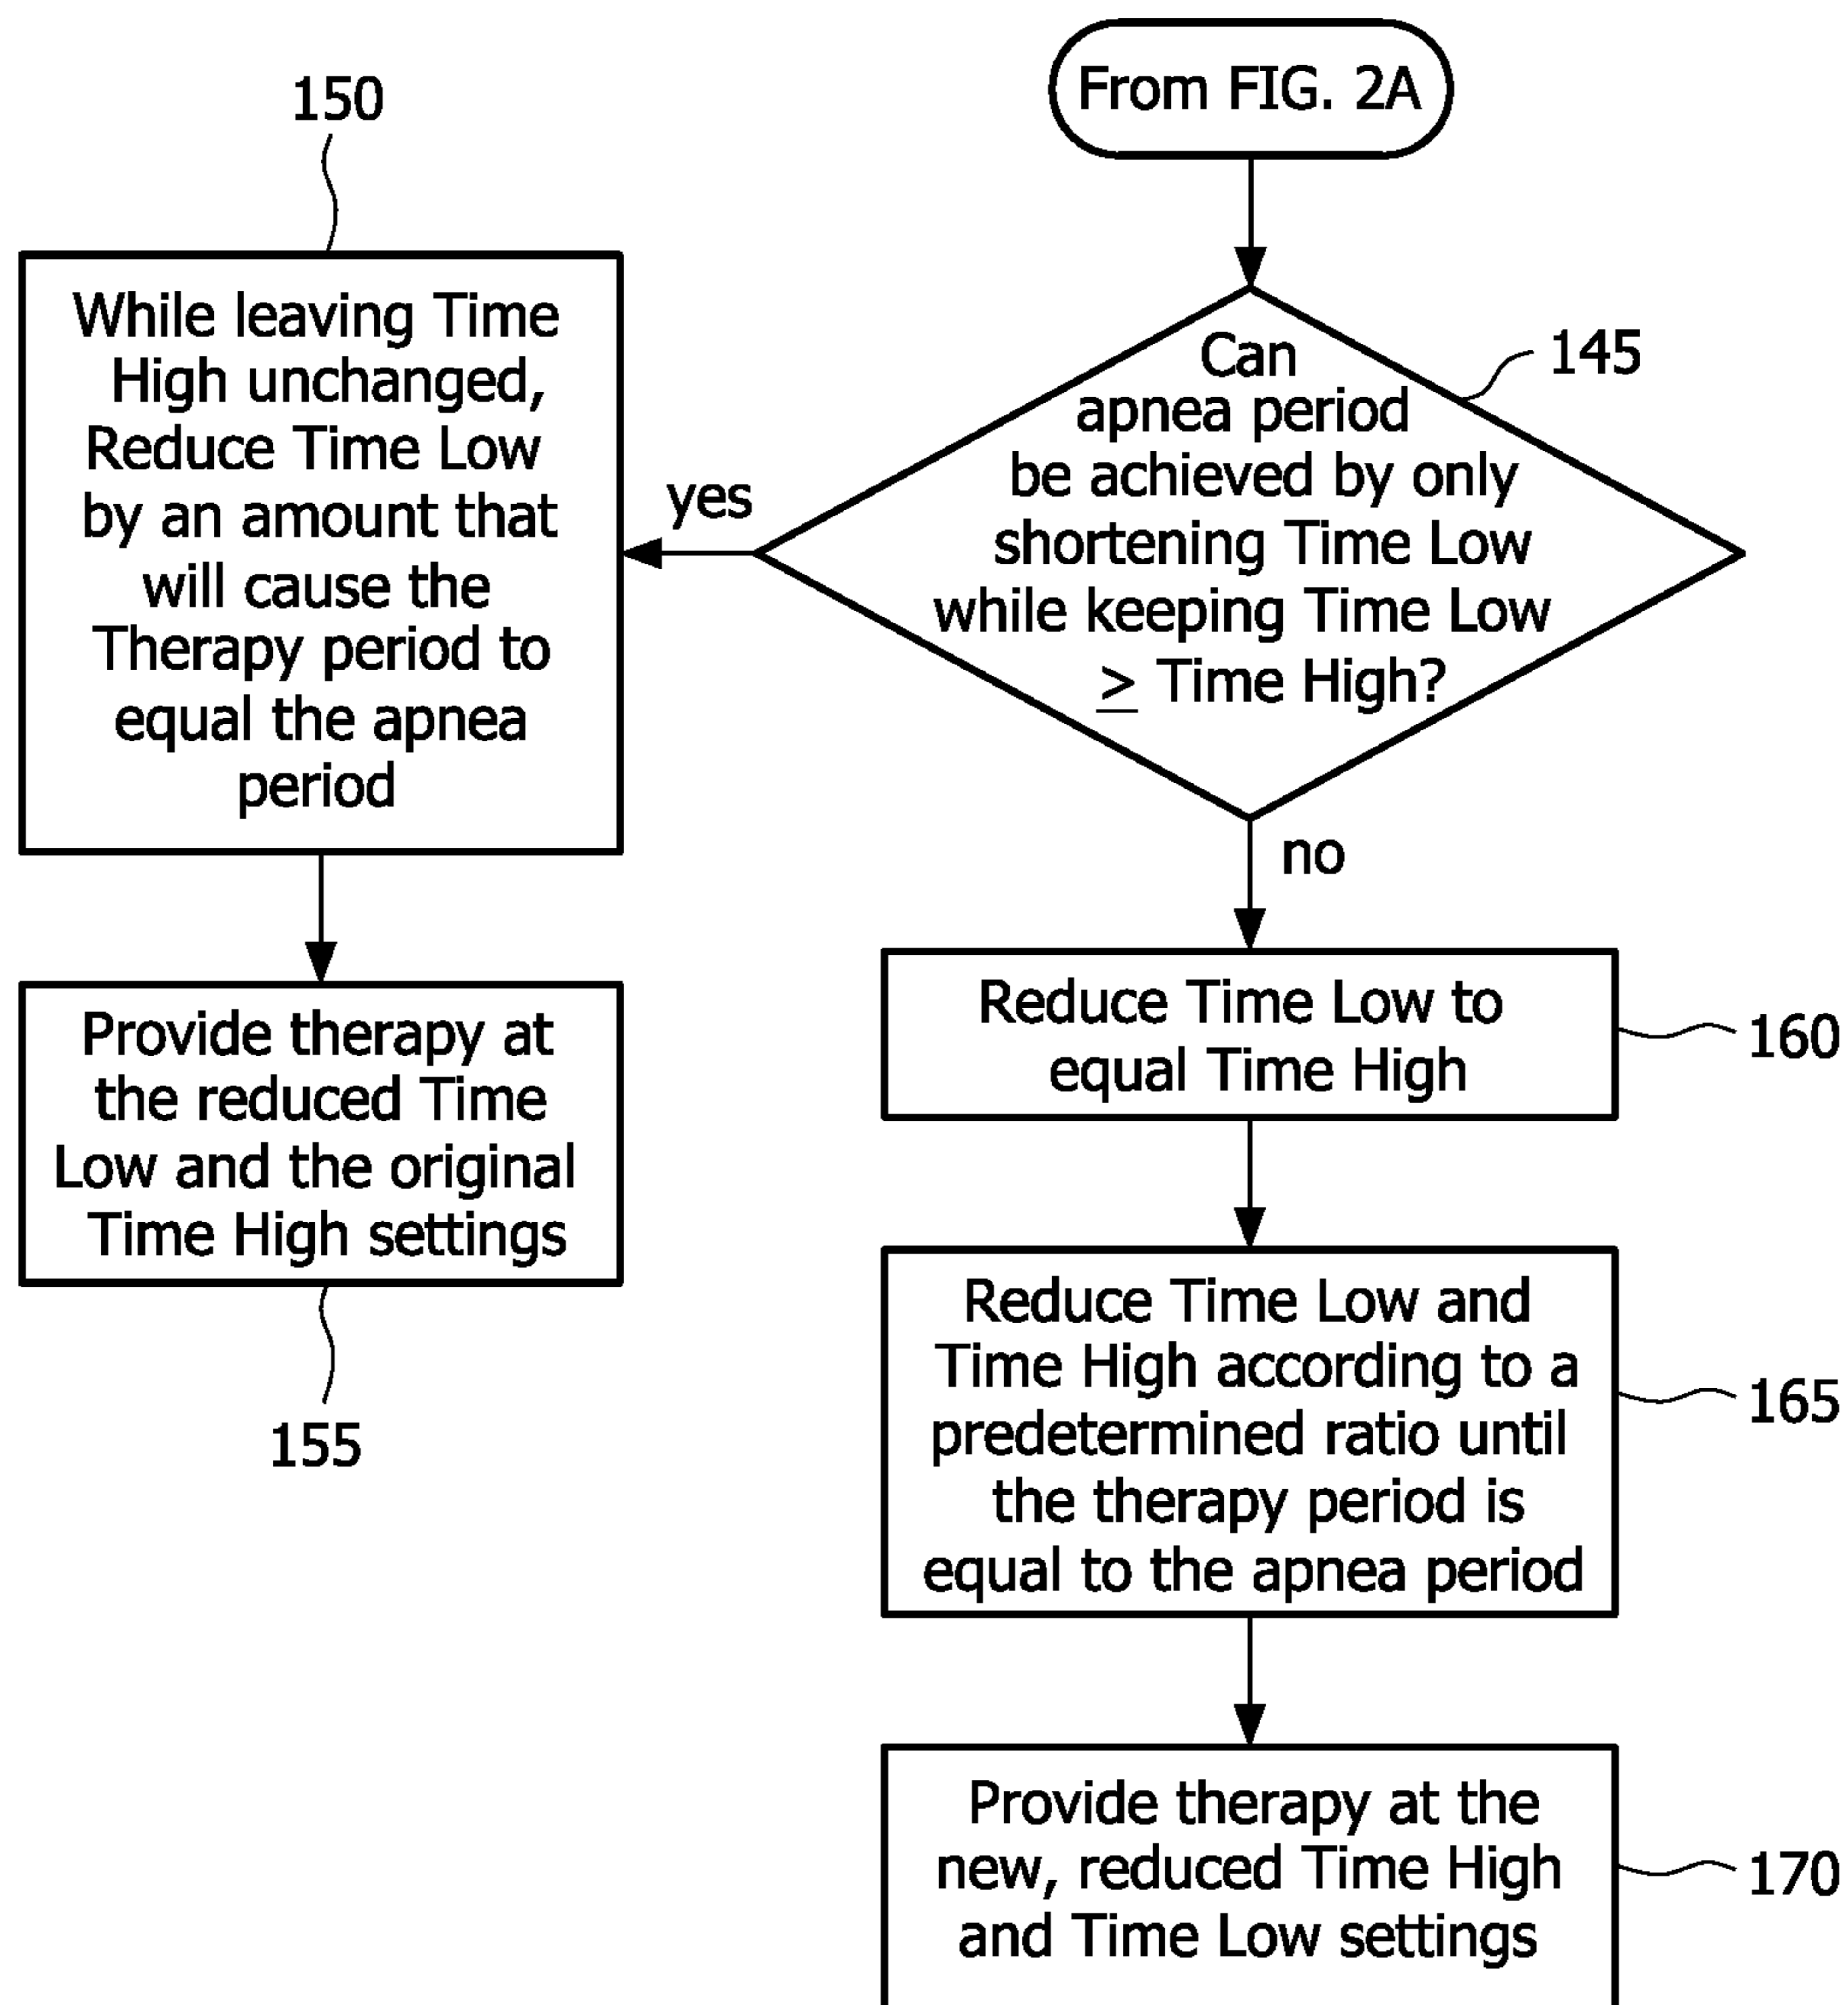 From FIG. 2A
145
Can
apnea period
be achieved by only
shortening Time Low
while keeping Time Low
≥ Time High?
yes
150
While leaving Time
High unchanged,
Reduce Time Low
by an amount that
will cause the
Therapy period to
equal the apnea
period
Provide therapy at
the reduced Time
Low and the original
Time High settings
155
no
Reduce Time Low to
equal Time High
160
Reduce Time Low and
Time High according to a
predetermined ratio until
the therapy period is
equal to the apnea period
165
Provide therapy at the
new, reduced Time High
and Time Low settings
170